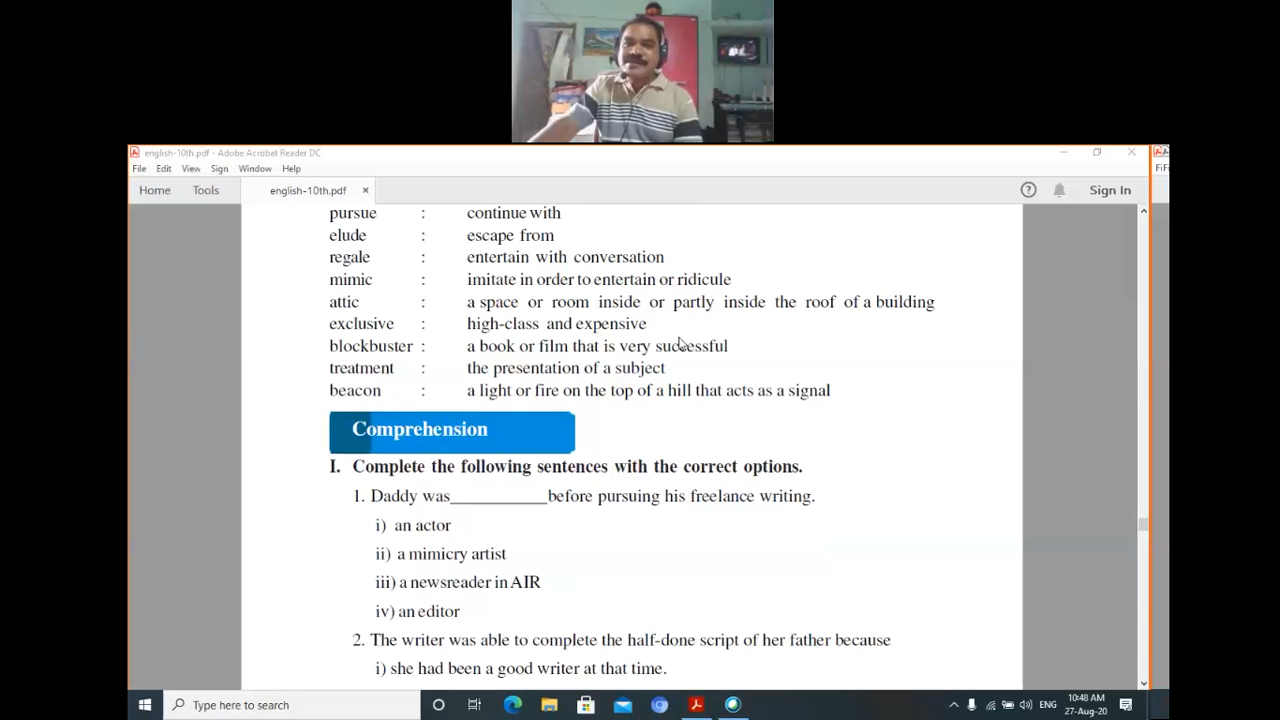 english-10th.pdf - Adobe Acrobat Reader DC
File Edit View Sign Window Help
Home Tools english-10th.pdf × ? Sign In
FiFi
pursue : continue with
elude : escape from
regale : entertain with conversation
mimic : imitate in order to entertain or ridicule
attic : a space or room inside or partly inside the roof of a building
exclusive : high-class and expensive
blockbuster : a book or film that is very successful
treatment : the presentation of a subject
beacon : a light or fire on the top of a hill that acts as a signal
Comprehension
I. Complete the following sentences with the correct options.
1. Daddy was___________before pursuing his freelance writing.
i) an actor
ii) a mimicry artist
iii) a newsreader in AIR
iv) an editor
2. The writer was able to complete the half-done script of her father because
i) she had been a good writer at that time.
Type here to search
ENG
10:48 AM
27-Aug-20